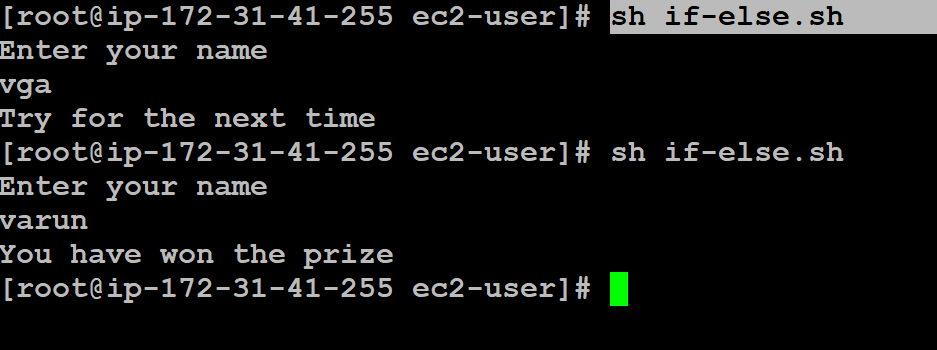 [root@ip-172-31-41-255 ec2-user]# sh if-else.sh
Enter your name
vga
Try for the next time
[root@ip-172-31-41-255 ec2-user]# sh if-else.sh
Enter your name
varun
You have won the prize
[root@ip-172-31-41-255 ec2-user]#